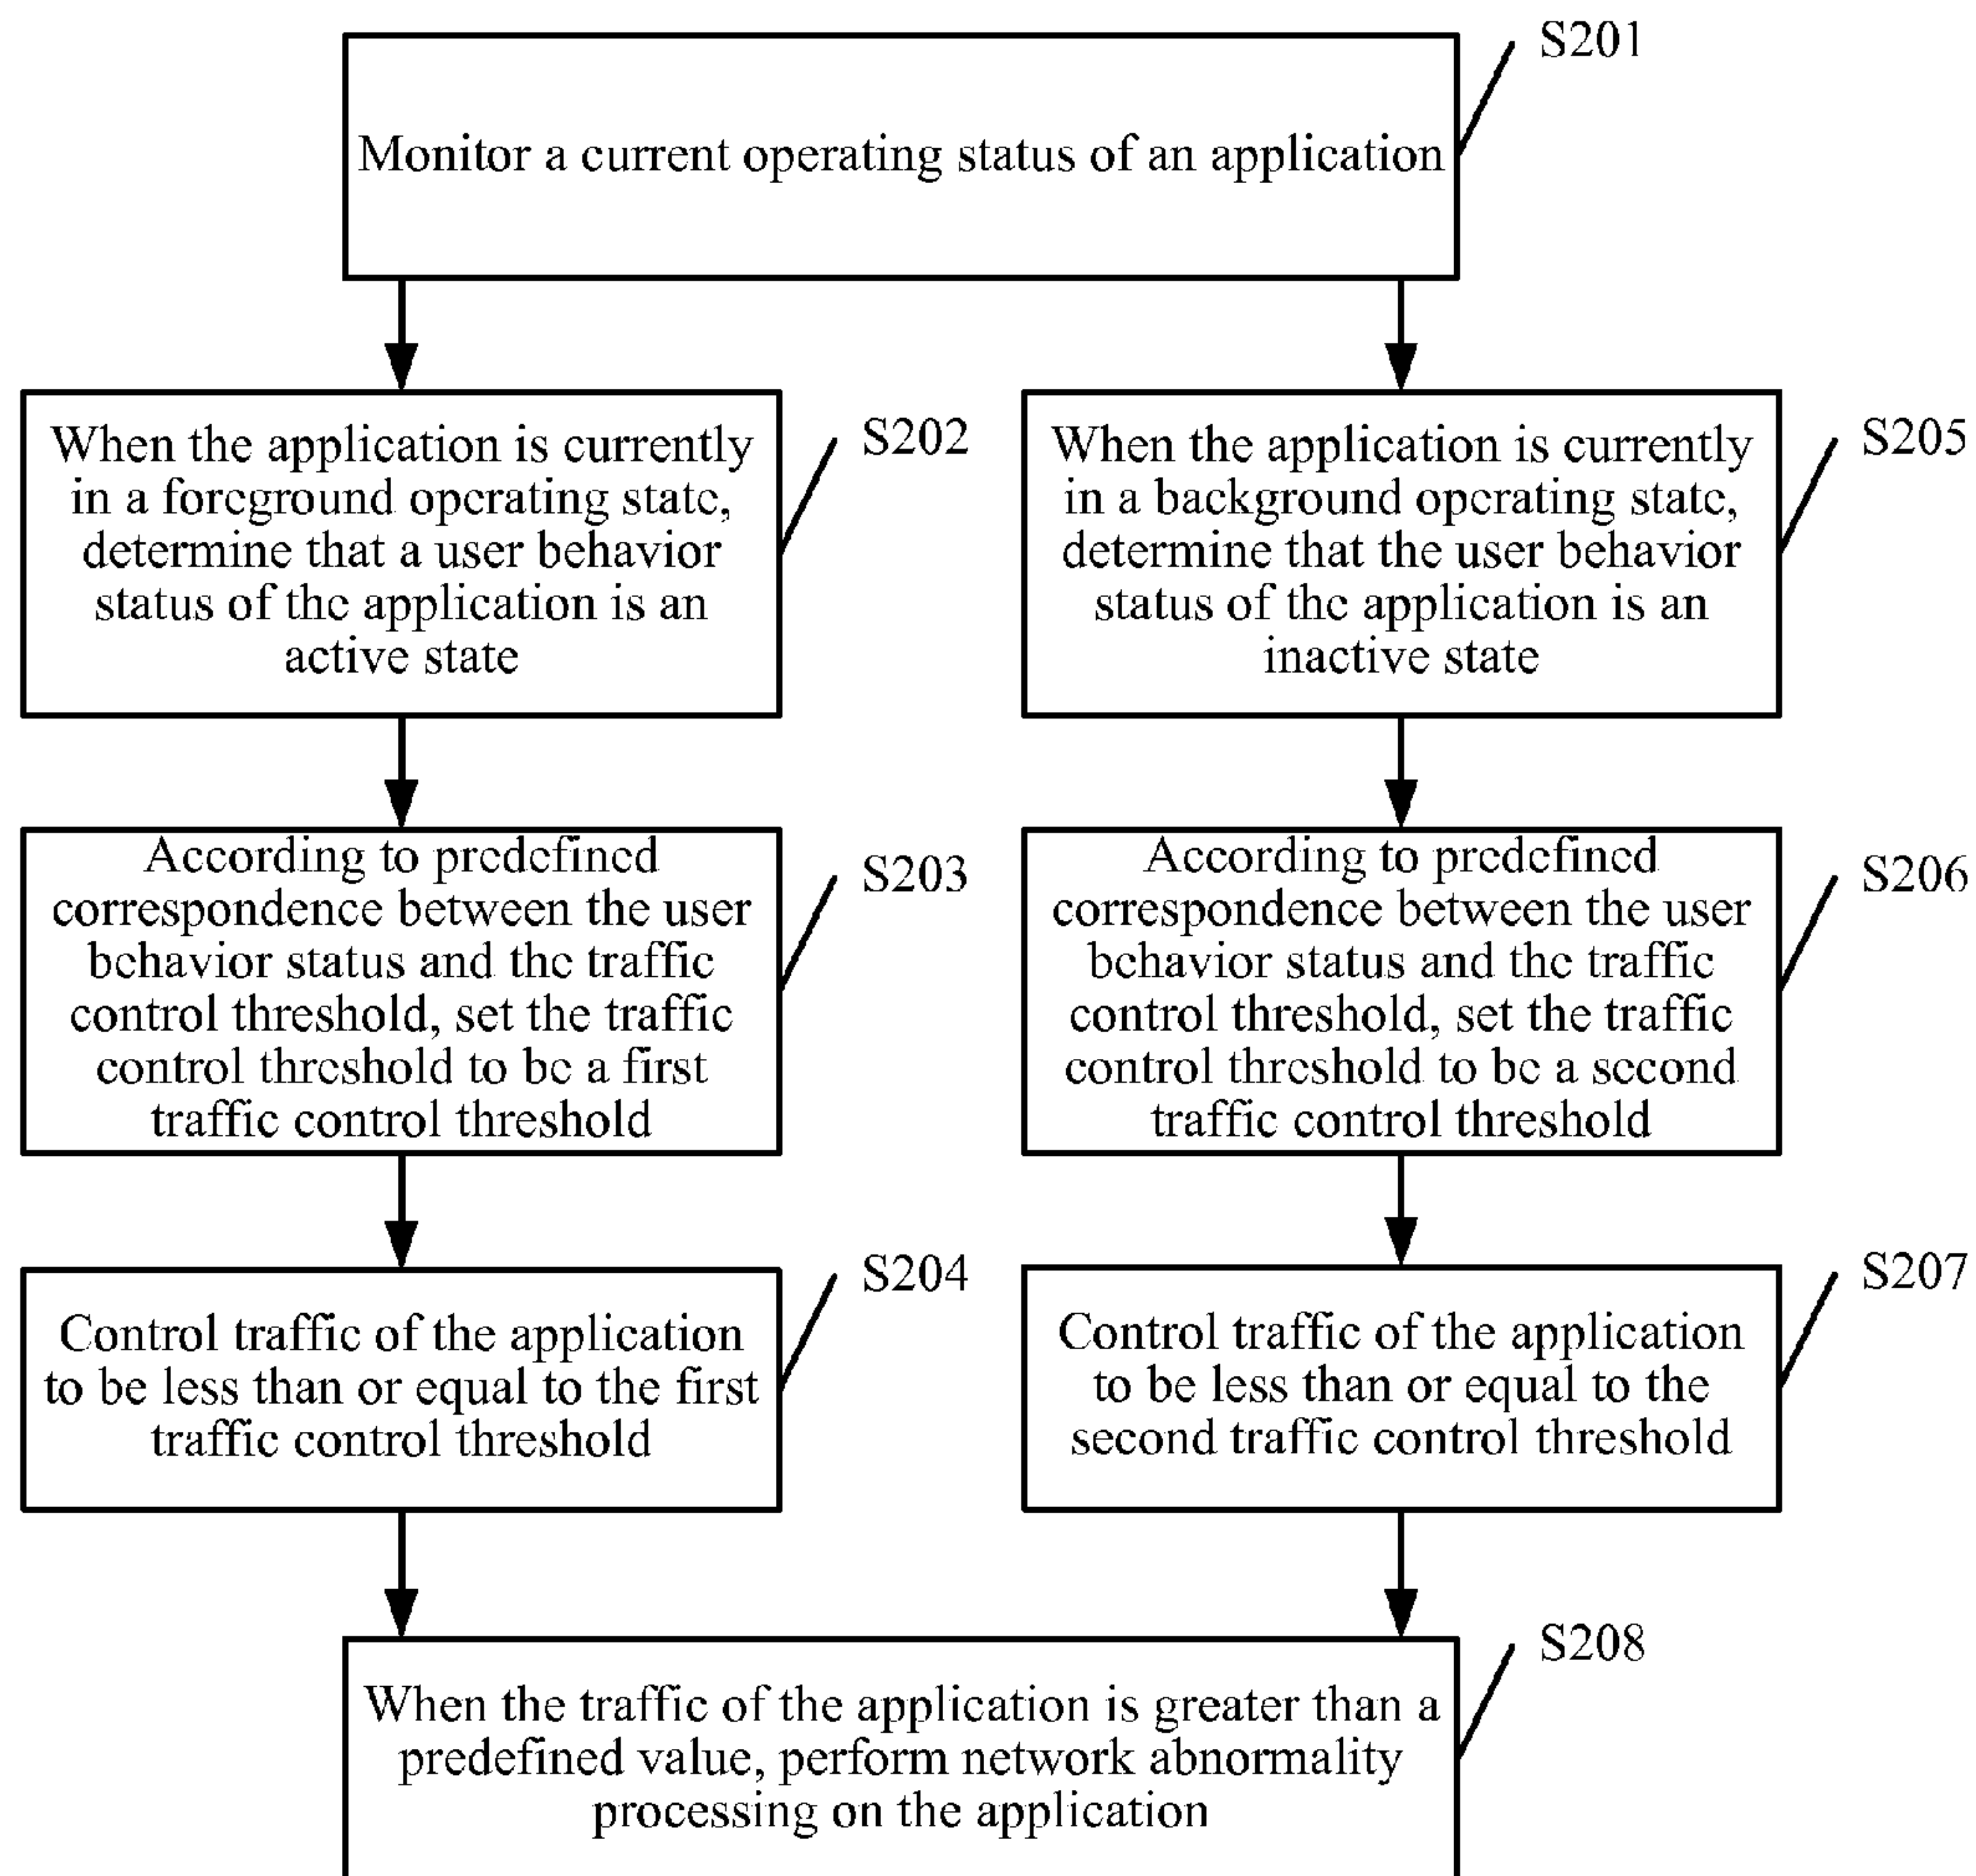 S201
Monitor a current operating status of an application
When the application is currently
in a foreground operating state,
determine that a user behavior
status of the application is an
active state
S202
When the application is currently
in a background operating state,
determine that the user behavior
status of the application is an
inactive state
S205
According to predefined
correspondence between the user
behavior status and the traffic
control threshold, set the traffic
control threshold to be a first
traffic control threshold
S203
According to predefined
correspondence between the user
behavior status and the traffic
control threshold, set the traffic
control threshold to be a second
traffic control threshold
S206
Control traffic of the application
to be less than or equal to the first
traffic control threshold
S204
Control traffic of the application
to be less than or equal to the
second traffic control threshold
S207
S208
When the traffic of the application is greater than a
predefined value, perform network abnormality
processing on the application